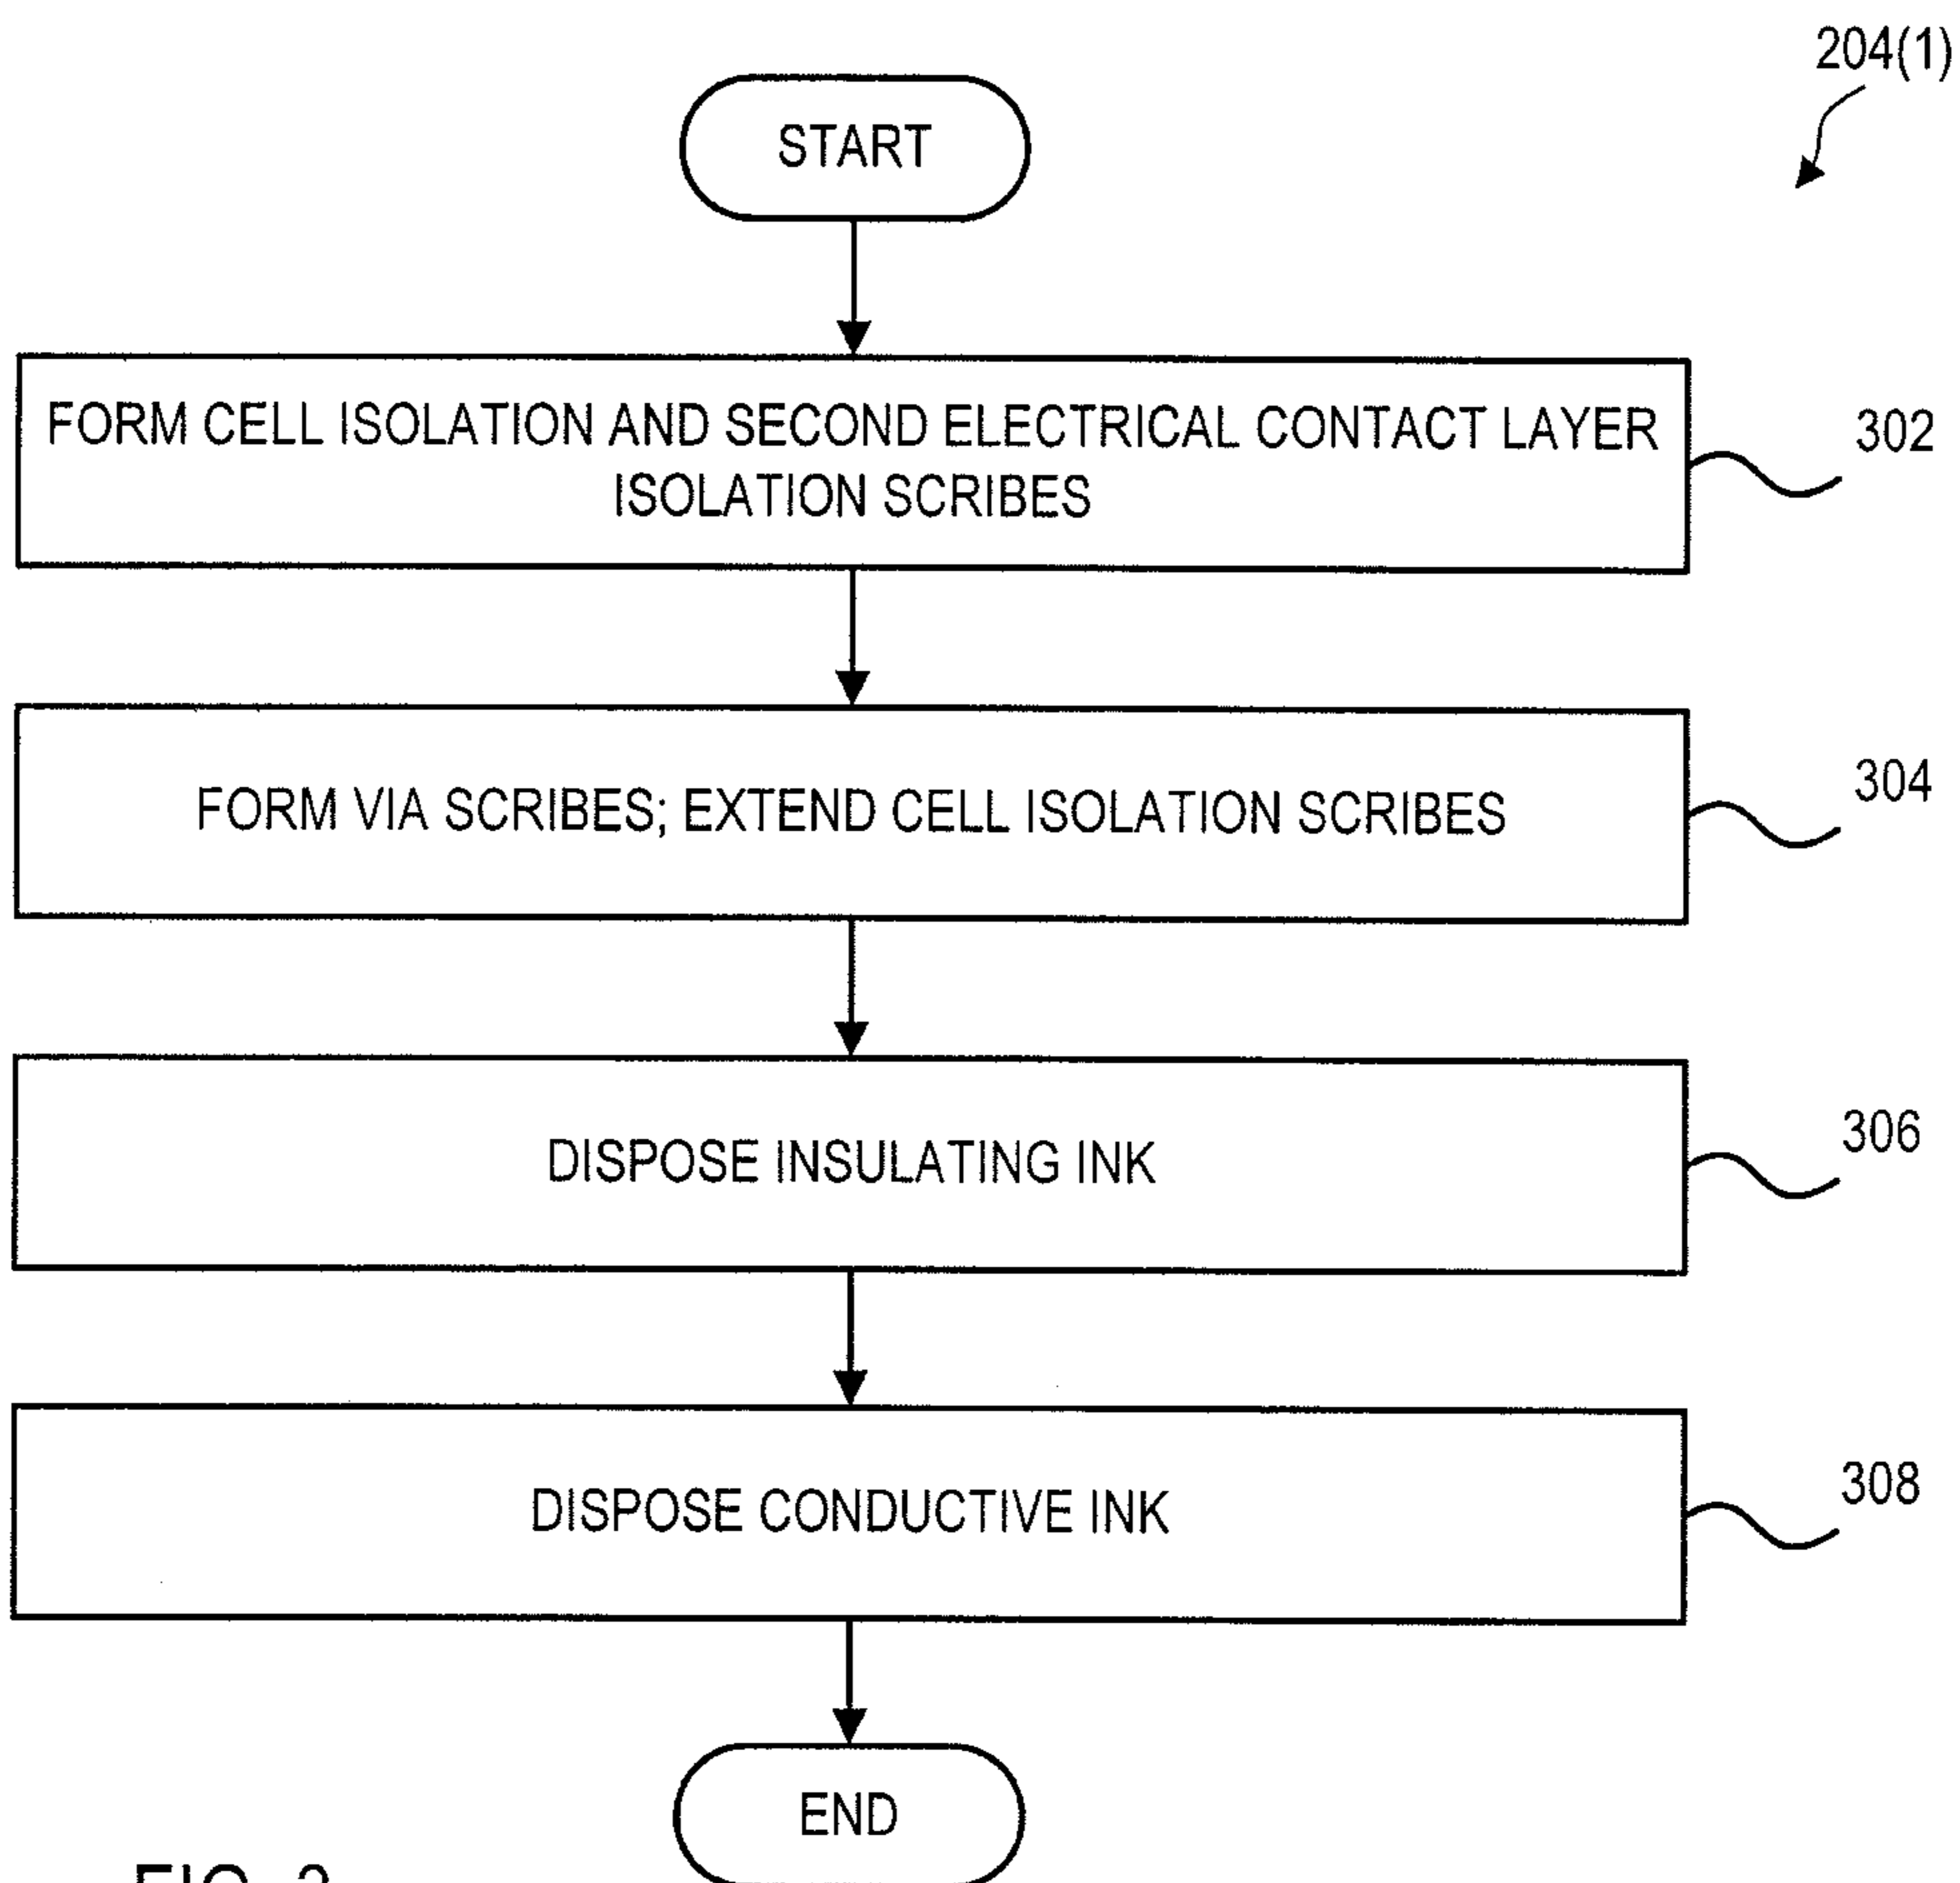 204(1)
START
FORM CELL ISOLATION AND SECOND ELECTRICAL CONTACT LAYER
ISOLATION SCRIBES
302
FORM VIA SCRIBES; EXTEND CELL ISOLATION SCRIBES
304
DISPOSE INSULATING INK
306
DISPOSE CONDUCTIVE INK
308
END